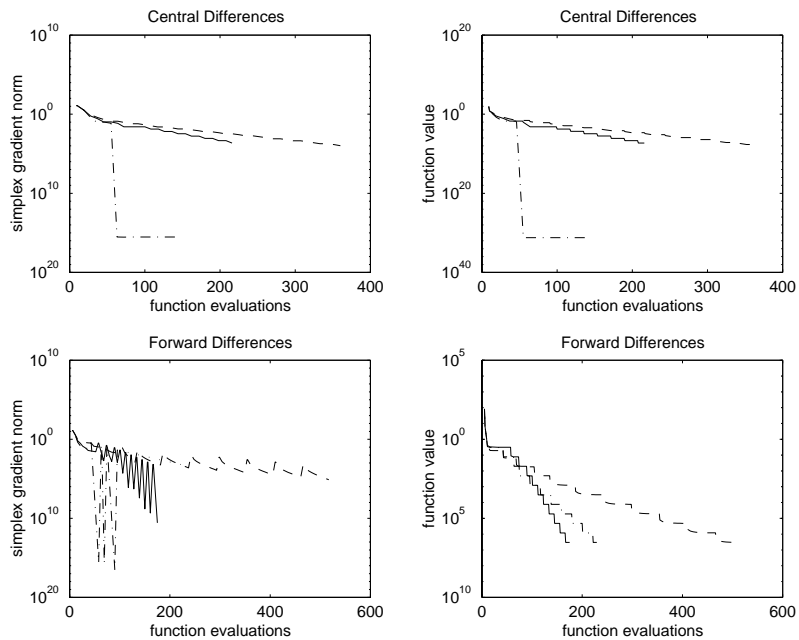 Central Differences
10^10
10^0
10^10
10^20
simplex gradient norm
0
100
200
300
400
function evaluations
Central Differences
10^20
10^0
10^20
10^40
function value
0
100
200
300
400
function evaluations
Forward Differences
10^10
10^0
10^10
10^20
simplex gradient norm
0
200
400
600
function evaluations
Forward Differences
10^5
10^0
10^5
10^10
function value
0
200
400
600
function evaluations